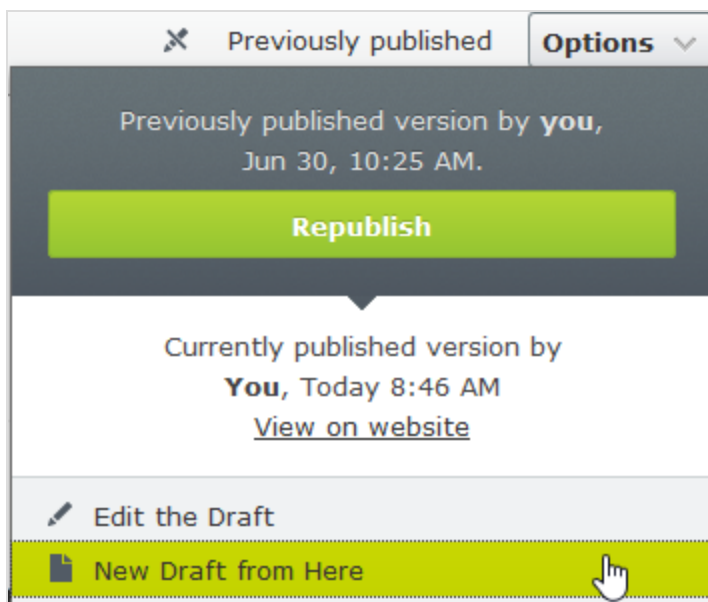 Previously published Options
Previously published version by you,
Jun 30, 10:25 AM.
Republish
Currently published version by
You, Today 8:46 AM
View on website
Edit the Draft
New Draft from Here